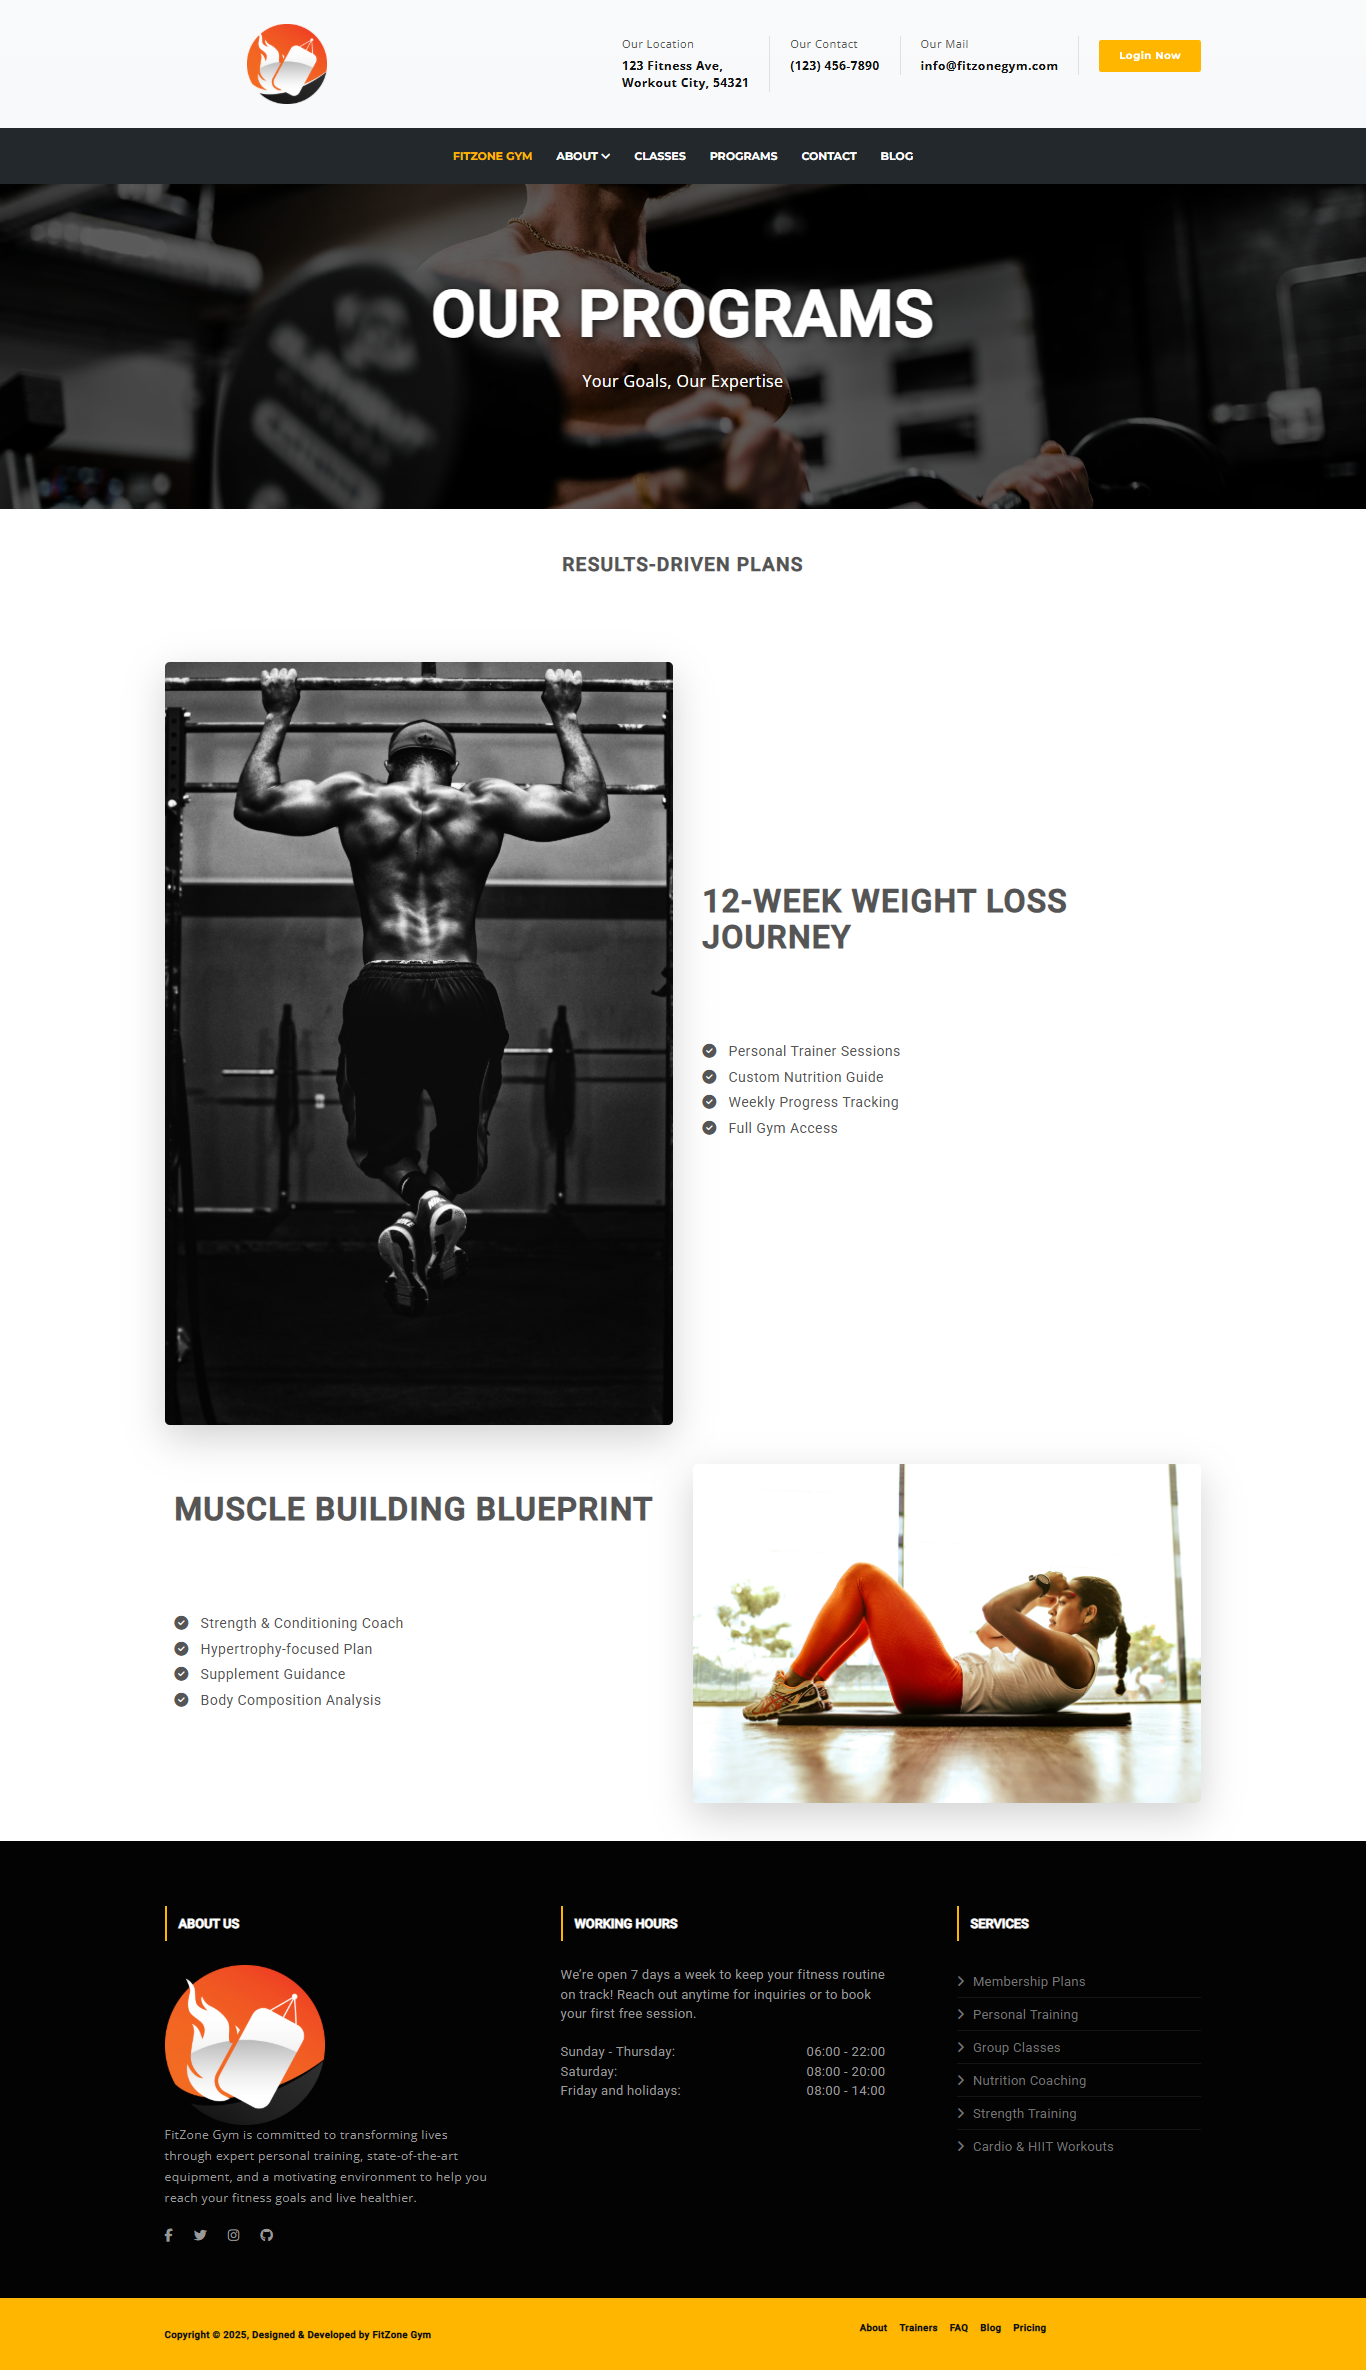 Our Location
123 Fitness Ave,
Workout City, 54321
Our Contact
(123) 456-7890
Our Mail
info@fitzonegym.com
Login Now
FITZONE GYM ABOUT CLASSES PROGRAMS CONTACT BLOG
OUR PROGRAMS
Your Goals, Our Expertise
RESULTS-DRIVEN PLANS
12-WEEK WEIGHT LOSS
JOURNEY
Personal Trainer Sessions
Custom Nutrition Guide
Weekly Progress Tracking
Full Gym Access
MUSCLE BUILDING BLUEPRINT
Strength & Conditioning Coach
Hypertrophy-focused Plan
Supplement Guidance
Body Composition Analysis
ABOUT US
FitZone Gym is committed to transforming lives
through expert personal training, state-of-the-art
equipment, and a motivating environment to help you
reach your fitness goals and live healthier.
WORKING HOURS
We're open 7 days a week to keep your fitness routine
on track! Reach out anytime for inquiries or to book
your first free session.
Sunday - Thursday: 06:00 - 22:00
Saturday: 08:00 - 20:00
Friday and holidays: 08:00 - 14:00
SERVICES
Membership Plans
Personal Training
Group Classes
Nutrition Coaching
Strength Training
Cardio & HIIT Workouts
Copyright © 2025, Designed & Developed by FitZone Gym
About Trainers FAQ Blog Pricing